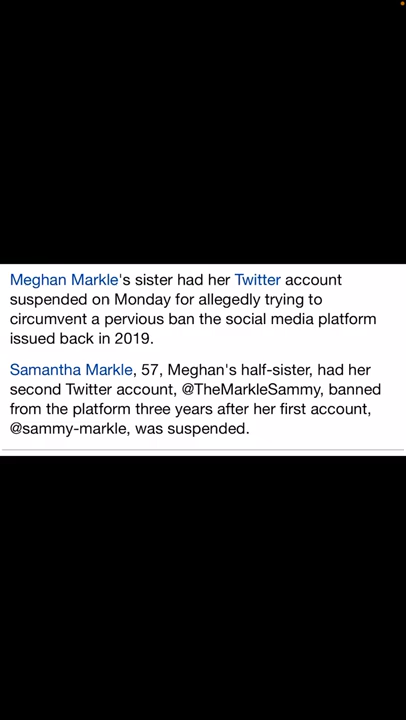 Meghan Markle's sister had her Twitter account
suspended on Monday for allegedly trying to
circumvent a pervious ban the social media platform
issued back in 2019.
Samantha Markle, 57, Meghan's half-sister, had her
second Twitter account, @TheMarkleSammy, banned
from the platform three years after her first account,
@sammy-markle, was suspended.